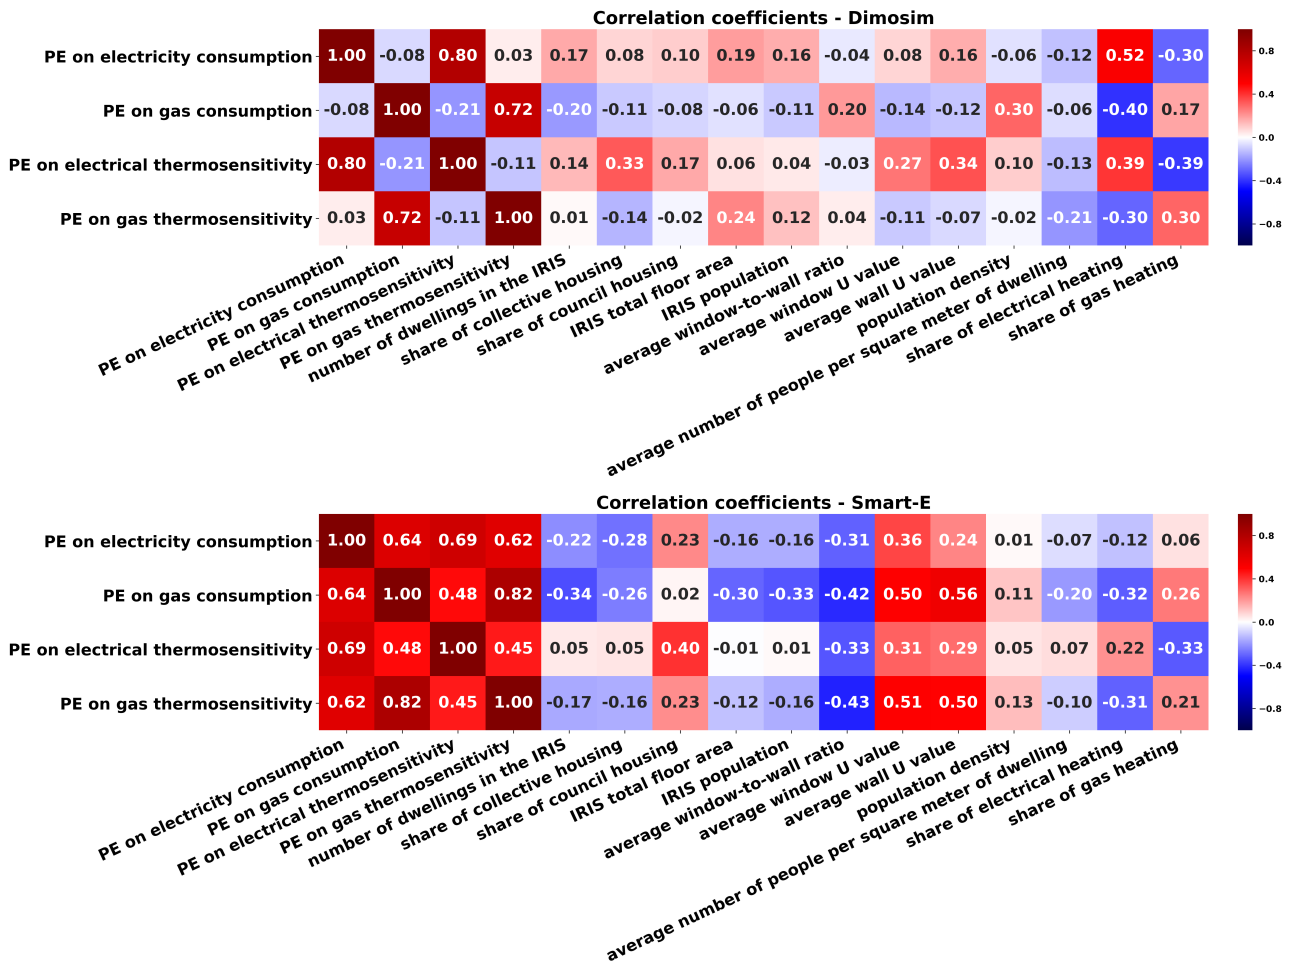 Correlation coefficients - Dimosim
PE on electricity consumption 1.00 -0.08 0.80 0.03 0.17 0.08 0.10 0.19 0.16 -0.04 0.08 0.16 -0.06 -0.12 0.52 -0.30
PE on gas consumption -0.08 1.00 -0.21 0.72 -0.20 -0.11 -0.08 -0.06 -0.11 0.20 -0.14 -0.12 0.30 -0.06 -0.40 0.17
PE on electrical thermosensitivity 0.80 -0.21 1.00 -0.11 0.14 0.33 0.17 0.06 0.04 -0.03 0.27 0.34 0.10 -0.13 0.39 -0.39
PE on gas thermosensitivity 0.03 0.72 -0.11 1.00 0.01 -0.14 -0.02 0.24 0.12 0.04 -0.11 -0.07 -0.02 -0.21 -0.30 0.30
PE on electricity consumption
PE on gas consumption
PE on electrical thermosensitivity
PE on gas thermosensitivity
number of dwellings in the IRIS
share of collective housing
share of council housing
IRIS total floor area
IRIS population
average window-to-wall ratio
average window U value
average wall U value
population density
average number of people per square meter of dwelling
share of electrical heating
share of gas heating
0.8
0.4
0.0
−0.4
−0.8
Correlation coefficients - Smart-E
PE on electricity consumption 1.00 0.64 0.69 0.62 -0.22 -0.28 0.23 -0.16 -0.16 -0.31 0.36 0.24 0.01 -0.07 -0.12 0.06
PE on gas consumption 0.64 1.00 0.48 0.82 -0.34 -0.26 0.02 -0.30 -0.33 -0.42 0.50 0.56 0.11 -0.20 -0.32 0.26
PE on electrical thermosensitivity 0.69 0.48 1.00 0.45 0.05 0.05 0.40 -0.01 0.01 -0.33 0.31 0.29 0.05 0.07 0.22 -0.33
PE on gas thermosensitivity 0.62 0.82 0.45 1.00 -0.17 -0.16 0.23 -0.12 -0.16 -0.43 0.51 0.50 0.13 -0.10 -0.31 0.21
PE on electricity consumption
PE on gas consumption
PE on electrical thermosensitivity
PE on gas thermosensitivity
number of dwellings in the IRIS
share of collective housing
share of council housing
IRIS total floor area
IRIS population
average window-to-wall ratio
average window U value
average wall U value
population density
average number of people per square meter of dwelling
share of electrical heating
share of gas heating
0.8
0.4
0.0
−0.4
−0.8